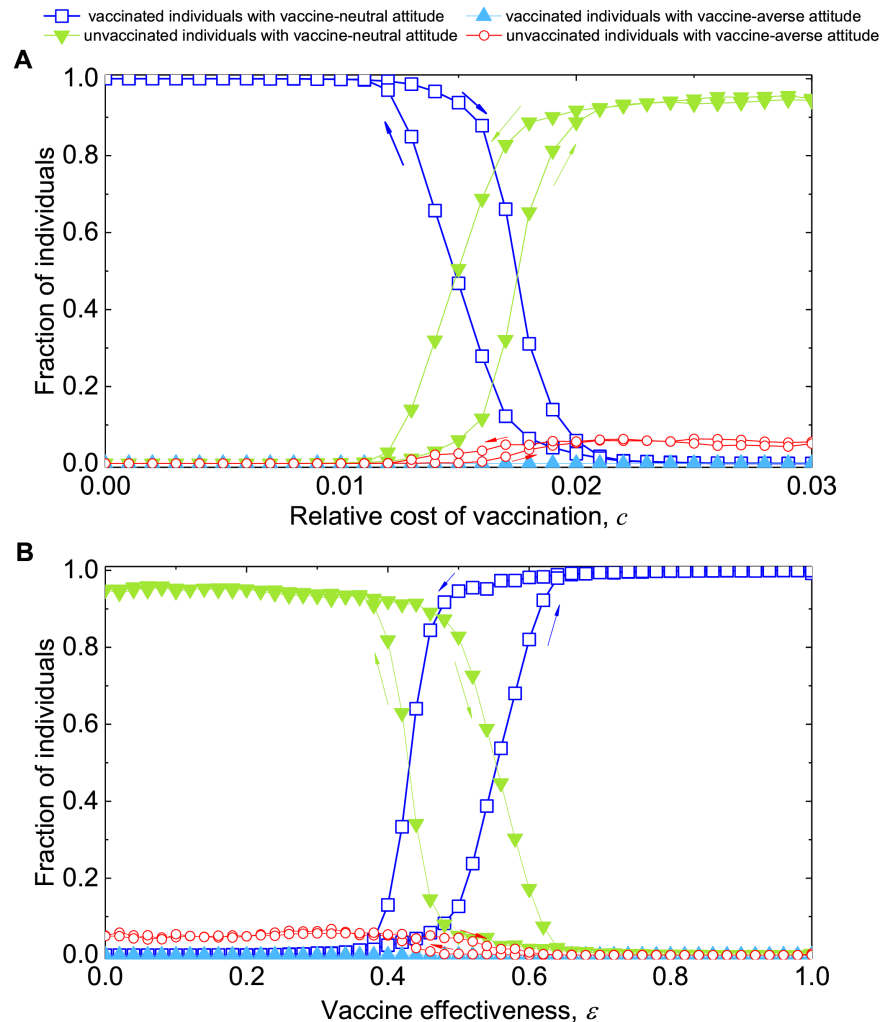 vaccinated individuals with vaccine-neutral attitude vaccinated individuals with vaccine-averse attitude
unvaccinated individuals with vaccine-neutral attitude unvaccinated individuals with vaccine-averse attitude
A
1.0
0.8
0.6
0.4
0.2
0.0
Fraction of individuals
0.00 0.01 0.02 0.03
Relative cost of vaccination, c
B
1.0
0.8
0.6
0.4
0.2
0.0
Fraction of individuals
0.0 0.2 0.4 0.6 0.8 1.0
Vaccine effectiveness, ε